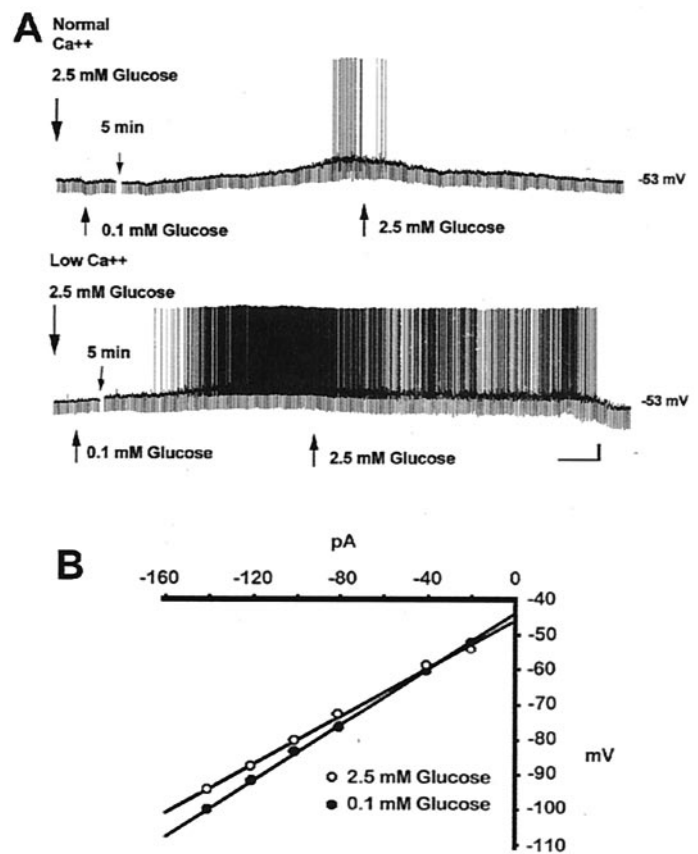 A
Normal
Ca++
2.5 mM Glucose
5 min
-53 mV
0.1 mM Glucose
2.5 mM Glucose
Low Ca++
2.5 mM Glucose
5 min
-53 mV
0.1 mM Glucose
2.5 mM Glucose
B
pA
-160 -120 -80 -40 0
-40
-50
-60
-70
-80
-90
-100
-110
mV
2.5 mM Glucose
0.1 mM Glucose